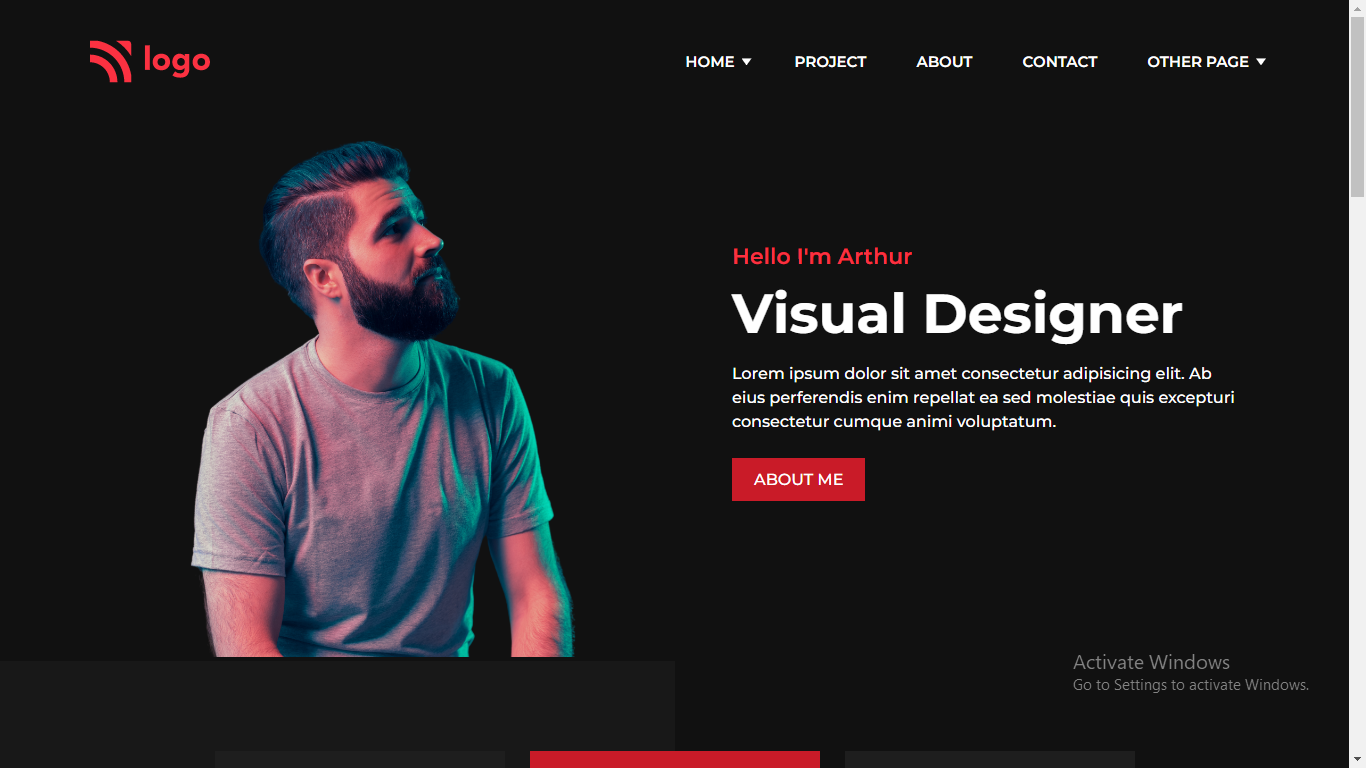 logo
HOME
PROJECT
ABOUT
CONTACT
OTHER PAGE
Hello I'm Arthur
Visual Designer
Lorem ipsum dolor sit amet consectetur adipisicing elit. Ab
eius perferendis enim repellat ea sed molestiae quis excepturi
consectetur cumque animi voluptatum.
ABOUT ME
Activate Windows
Go to Settings to activate Windows.